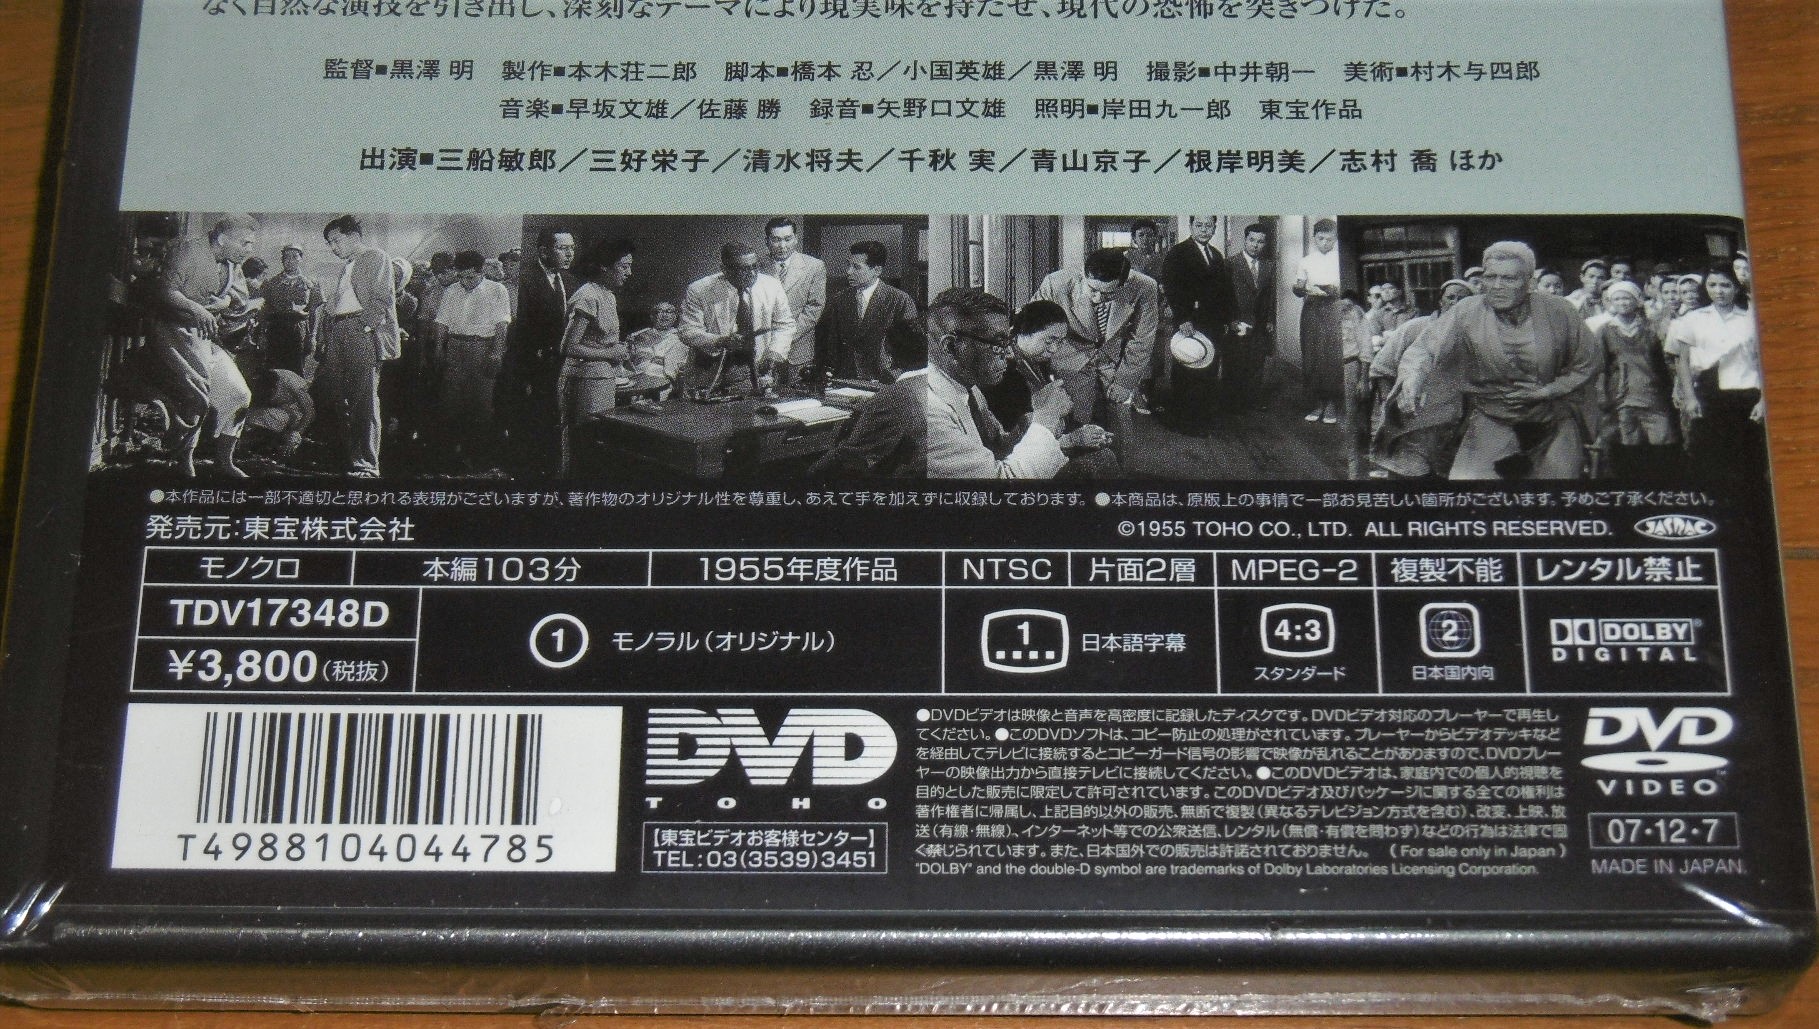 なく自然な演技を引き出し、深刻なテーマにより現実味を持たせ、現代の恐怖を突きつけた。
監督■黒澤 明　製作■本木荘二郎　脚本■橋本 忍／小国英雄／黒澤 明　撮影■中井朝一　美術■村木与四郎
音楽■早坂文雄／佐藤 勝　録音■矢野口文雄　照明■岸田九一郎　東宝作品
出演■三船敏郎／三好栄子／清水将夫／千秋 実／青山京子／根岸明美／志村 喬 ほか
●本作品には一部不適切と思われる表現がございますが、著作物のオリジナル性を尊重し、あえて手を加えずに収録しております。●本商品は、原版上の事情で一部お見苦しい箇所がございます。予めご了承ください。
発売元:東宝株式会社
©1955 TOHO CO., LTD. ALL RIGHTS RESERVED. JASRAC
モノクロ 本編103分 1955年度作品 NTSC 片面2層 MPEG-2 複製不能 レンタル禁止
TDV17348D
¥3,800(税抜)
1 モノラル(オリジナル)
1 日本語字幕
4:3
スタンダード
2
日本国内向
DOLBY®
DIGITAL
T4988104044785
DVD
TOHO
【東宝ビデオお客様センター】
TEL:03(3539)3451
●DVDビデオは映像と音声を高密度に記録したディスクです。DVDビデオ対応のプレーヤーで再生し
てください。●このDVDソフトは、コピー防止の処理がされています。プレーヤーからビデオデッキなど
を経由してテレビに接続するとコピーガード信号の影響で映像が乱れることがありますので、DVDプレー
ヤーの映像出力から直接テレビに接続してください。●このDVDビデオは、家庭内での個人的視聴を
目的とした販売に限定して許可されています。このDVDビデオ及びパッケージに関する全ての権利は
著作権者に帰属し、上記目的以外の販売、無断で複製(異なるテレビジョン方式を含む)、改変、上映、放
送(有線・無線)、インターネット等での公衆送信、レンタル(無償・有償を問わず)などの行為は法律で固
く禁じられています。また、日本国外での販売は許諾されておりません。 (For sale only in Japan)
"DOLBY" and the double-D symbol are trademarks of Dolby Laboratories Licensing Corporation.
DVD
VIDEO™
07・12・7
MADE IN JAPAN.